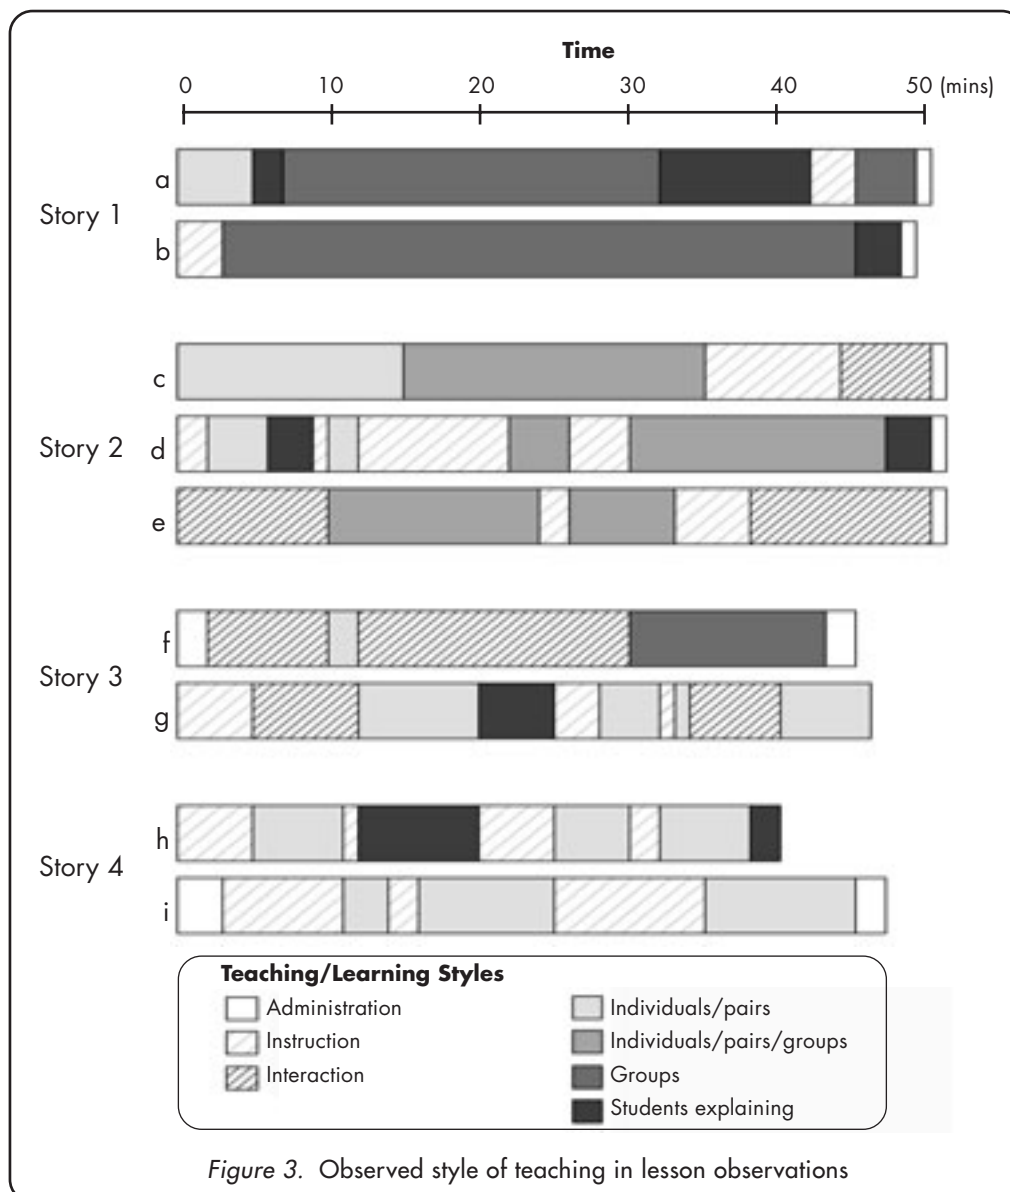 Time
0 10 20 30 40 50 (mins)
a
Story 1
b
c
Story 2 d
e
f
Story 3
g
h
Story 4
i
Teaching/Learning Styles
Administration Individuals/pairs
Instruction Individuals/pairs/groups
Interaction Groups
Students explaining
Figure 3. Observed style of teaching in lesson observations